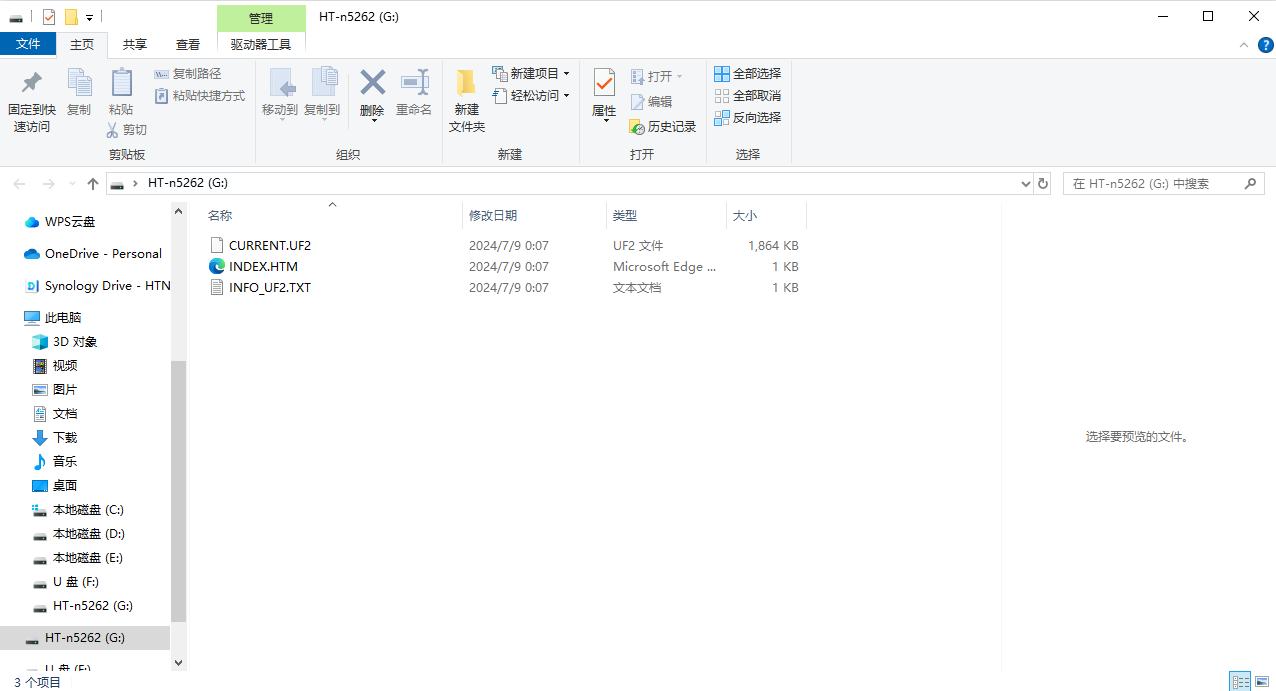 管理
HT-n5262 (G:)
文件
主页
共享
查看
驱动器工具
固定到快
速访问
复制
粘贴
复制路径
粘贴快捷方式
剪切
剪贴板
移动到
复制到
删除
重命名
组织
新建
文件夹
新建项目
轻松访问
新建
属性
打开
编辑
历史记录
打开
全部选择
全部取消
反向选择
选择
HT-n5262 (G:)
在 HT-n5262 (G:) 中搜索
WPS云盘
OneDrive - Personal
Synology Drive - HTN
此电脑
3D 对象
视频
图片
文档
下载
音乐
桌面
本地磁盘 (C:)
本地磁盘 (D:)
本地磁盘 (E:)
U 盘 (F:)
HT-n5262 (G:)
HT-n5262 (G:)
U 盘 (F:)
名称 修改日期 类型 大小
CURRENT.UF2 2024/7/9 0:07 UF2 文件 1,864 KB
INDEX.HTM 2024/7/9 0:07 Microsoft Edge ... 1 KB
INFO_UF2.TXT 2024/7/9 0:07 文本文档 1 KB
选择要预览的文件。
3 个项目